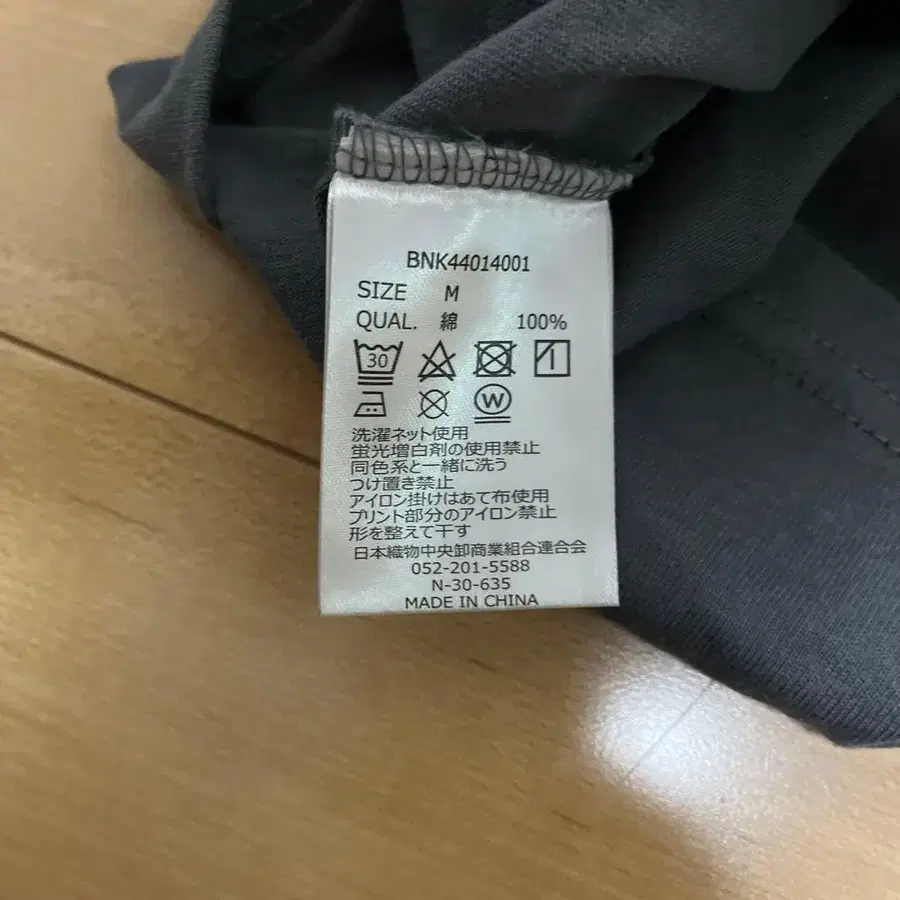 BNK44014001
SIZE M
QUAL. 綿 100%
30
W
洗濯ネット使用
蛍光増白剤の使用禁止
同色系と一緒に洗う
つけ置き禁止
アイロン掛けはあて布使用
プリント部分のアイロン禁止
形を整えて干す
日本織物中央卸商業組合連合会
052-201-5588
N-30-635
MADE IN CHINA